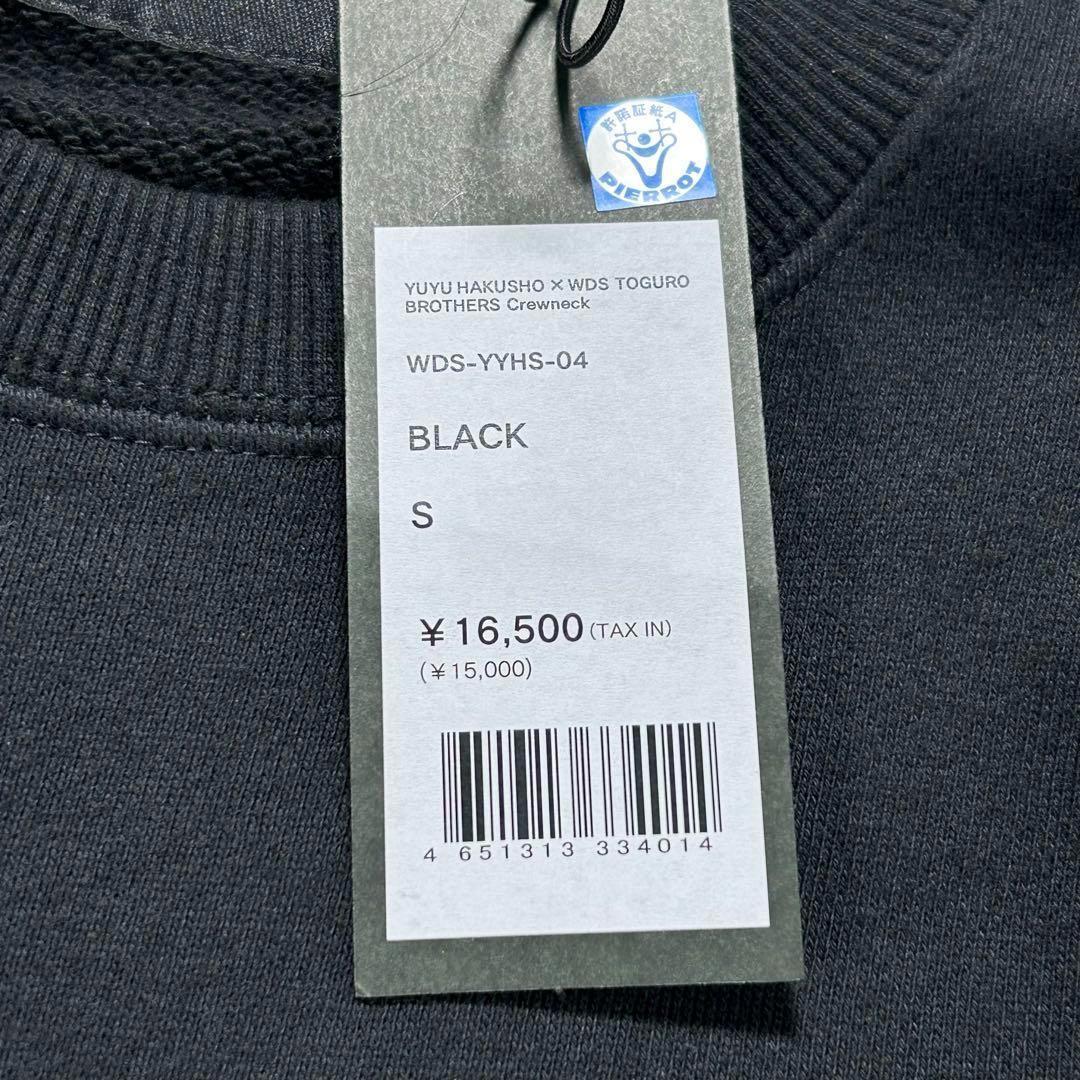 許諾証紙A
PIERROT
YUYU HAKUSHO × WDS TOGURO
BROTHERS Crewneck
WDS-YYHS-04
BLACK
S
¥ 16,500 (TAX IN)
(¥15,000)
4 651313 334014